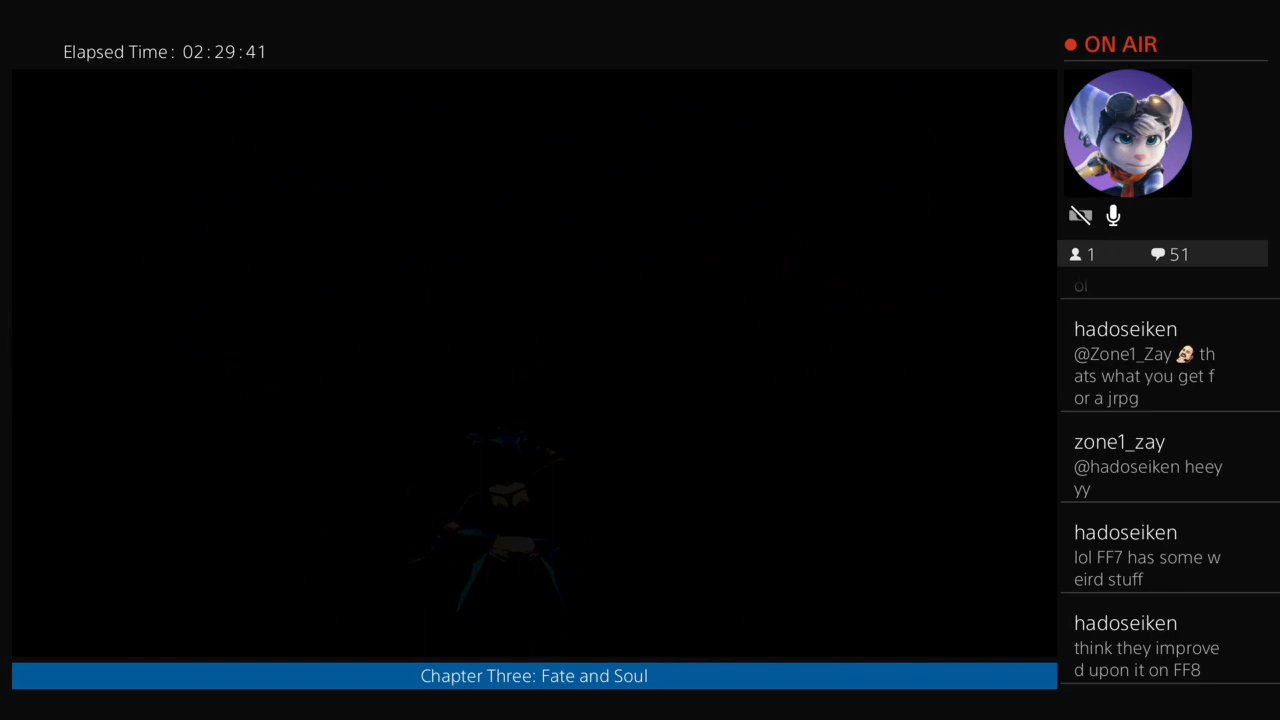 Elapsed Time: 02:29:41
ON AIR
1 51
ol
hadoseiken
@Zone1_Zay th
ats what you get f
or a jrpg
zone1_zay
@hadoseiken heey
yy
hadoseiken
lol FF7 has some w
eird stuff
hadoseiken
think they improve
d upon it on FF8
Chapter Three: Fate and Soul